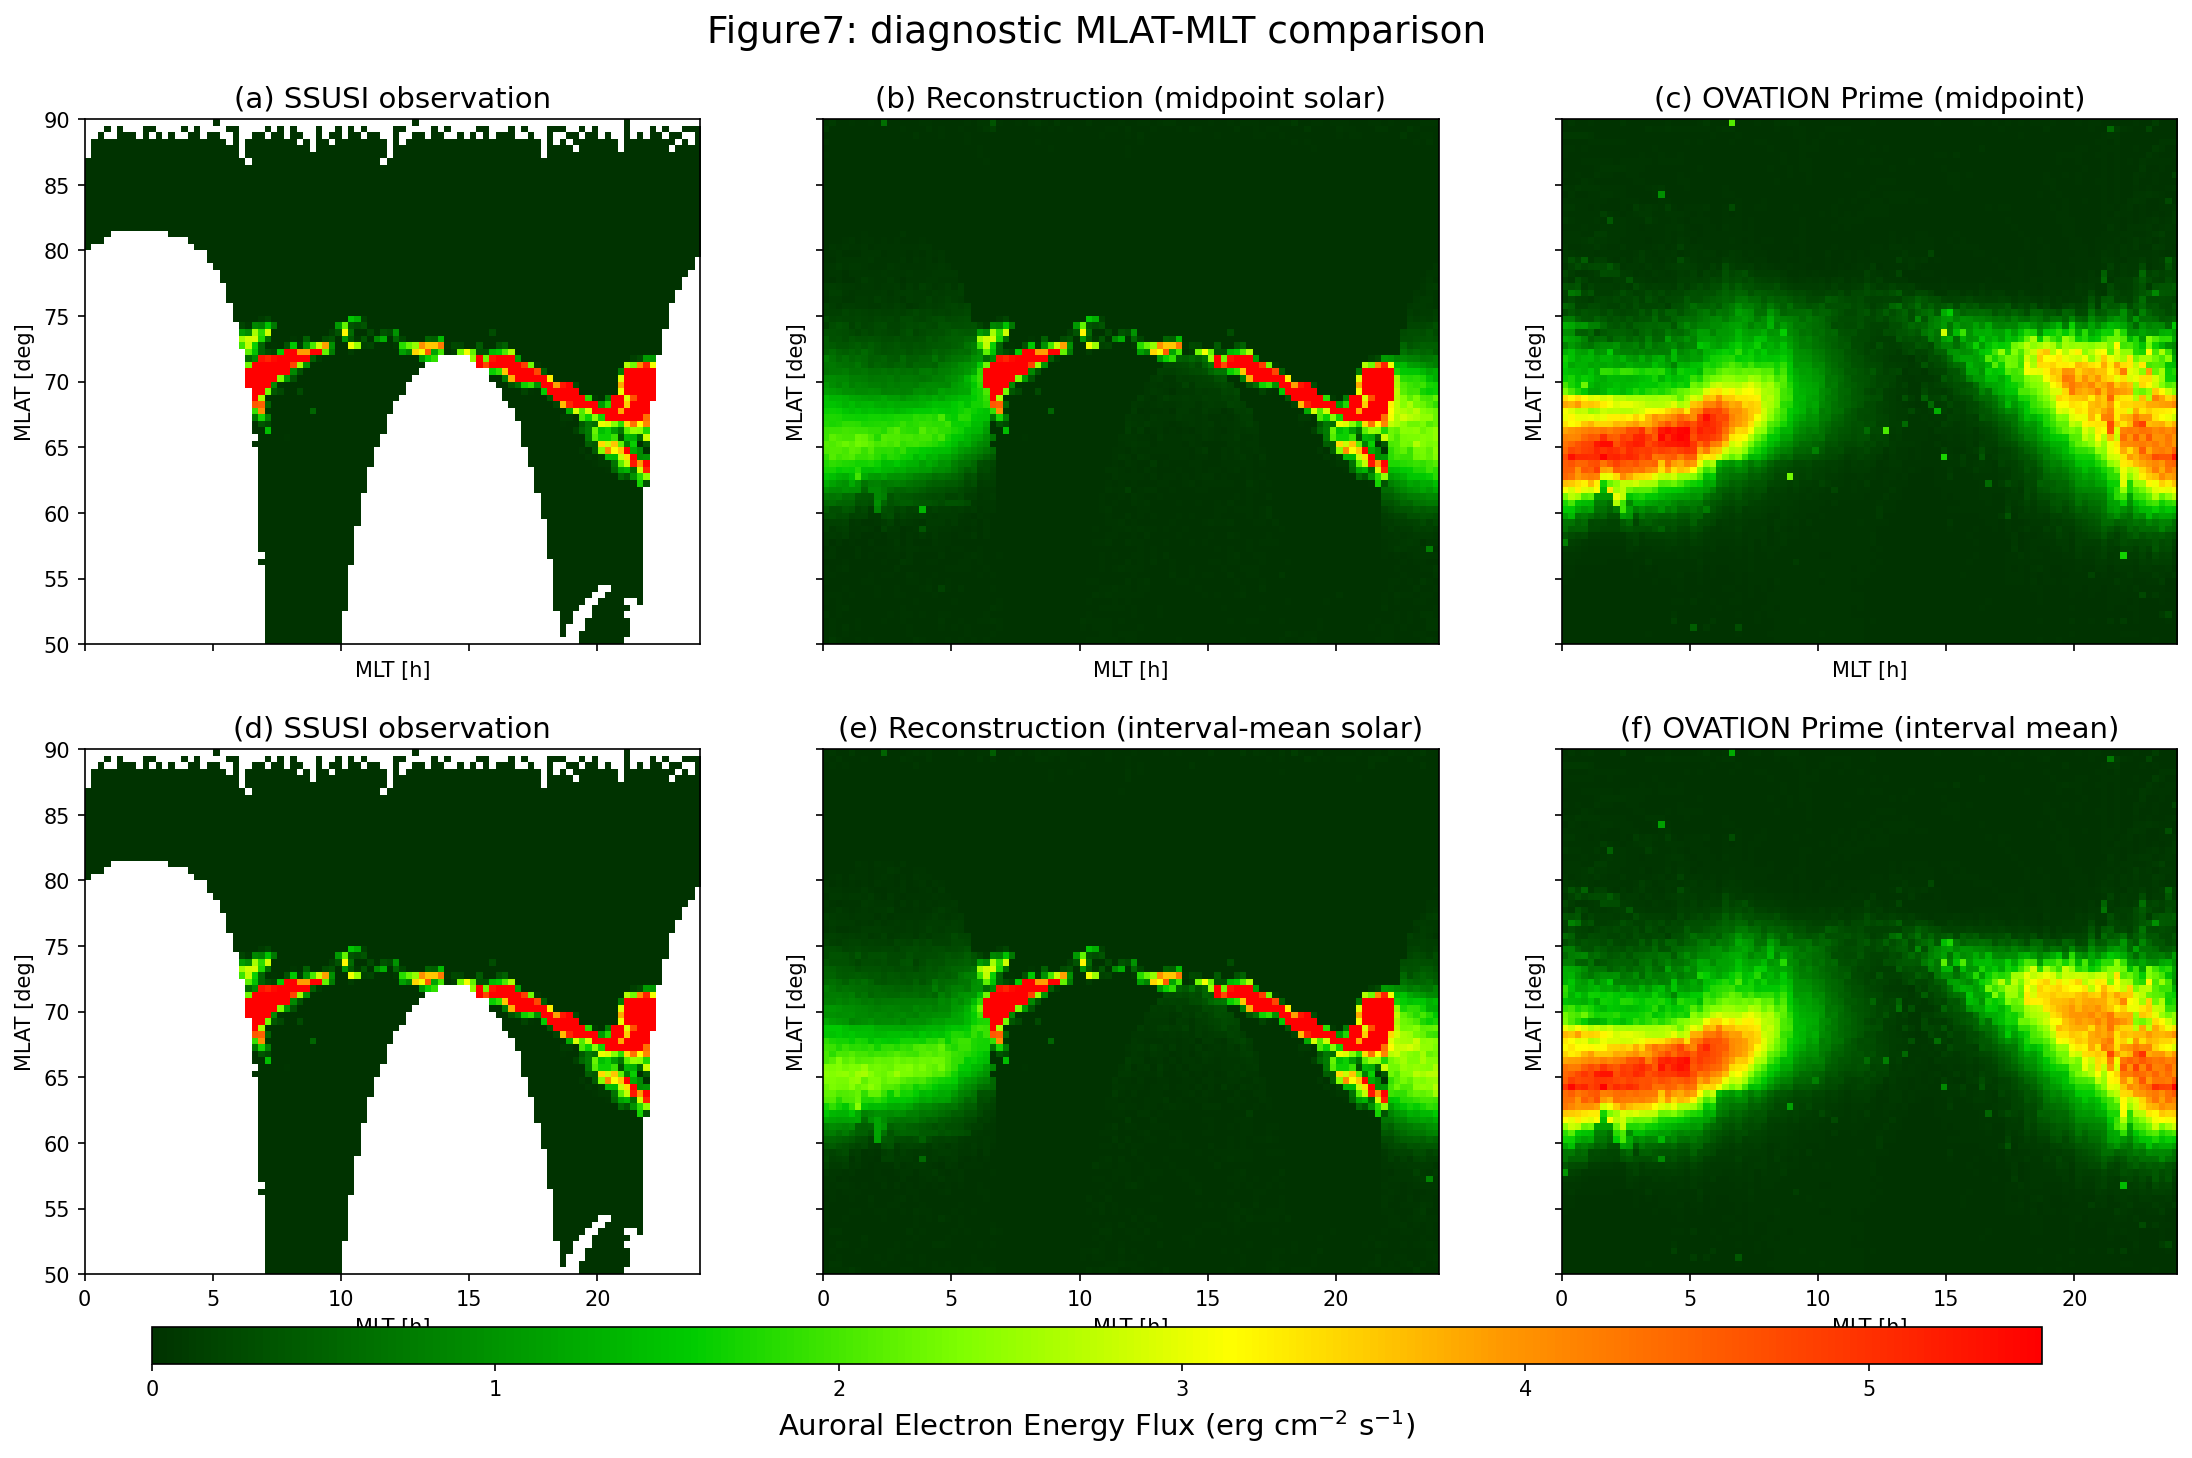 Figure7: diagnostic MLAT-MLT comparison
(a) SSUSI observation
(b) Reconstruction (midpoint solar)
(c) OVATION Prime (midpoint)
90
85
80
75
70
65
60
55
50
MLAT [deg]
MLAT [deg]
MLAT [deg]
MLT [h]
MLT [h]
MLT [h]
(d) SSUSI observation
(e) Reconstruction (interval-mean solar)
(f) OVATION Prime (interval mean)
90
85
80
75
70
65
60
55
50
MLAT [deg]
MLAT [deg]
MLAT [deg]
0 5 10 15 20
0 5 10 15 20
0 5 10 15 20
MLT [h]
MLT [h]
MLT [h]
0 1 2 3 4 5
Auroral Electron Energy Flux (erg cm⁻² s⁻¹)